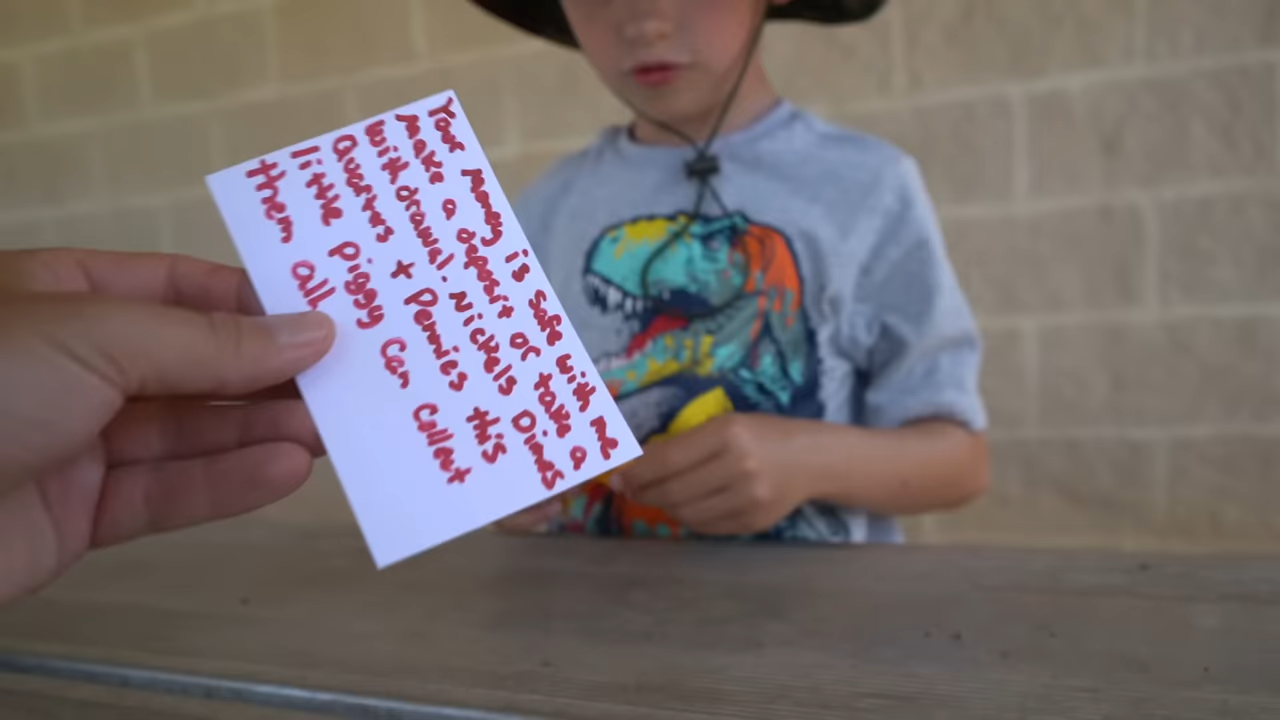 Your money is safe with me
make a deposit or take a
withdrawal. Nickels Dimes
Quarters + Pennies this
little piggy can collect
them all